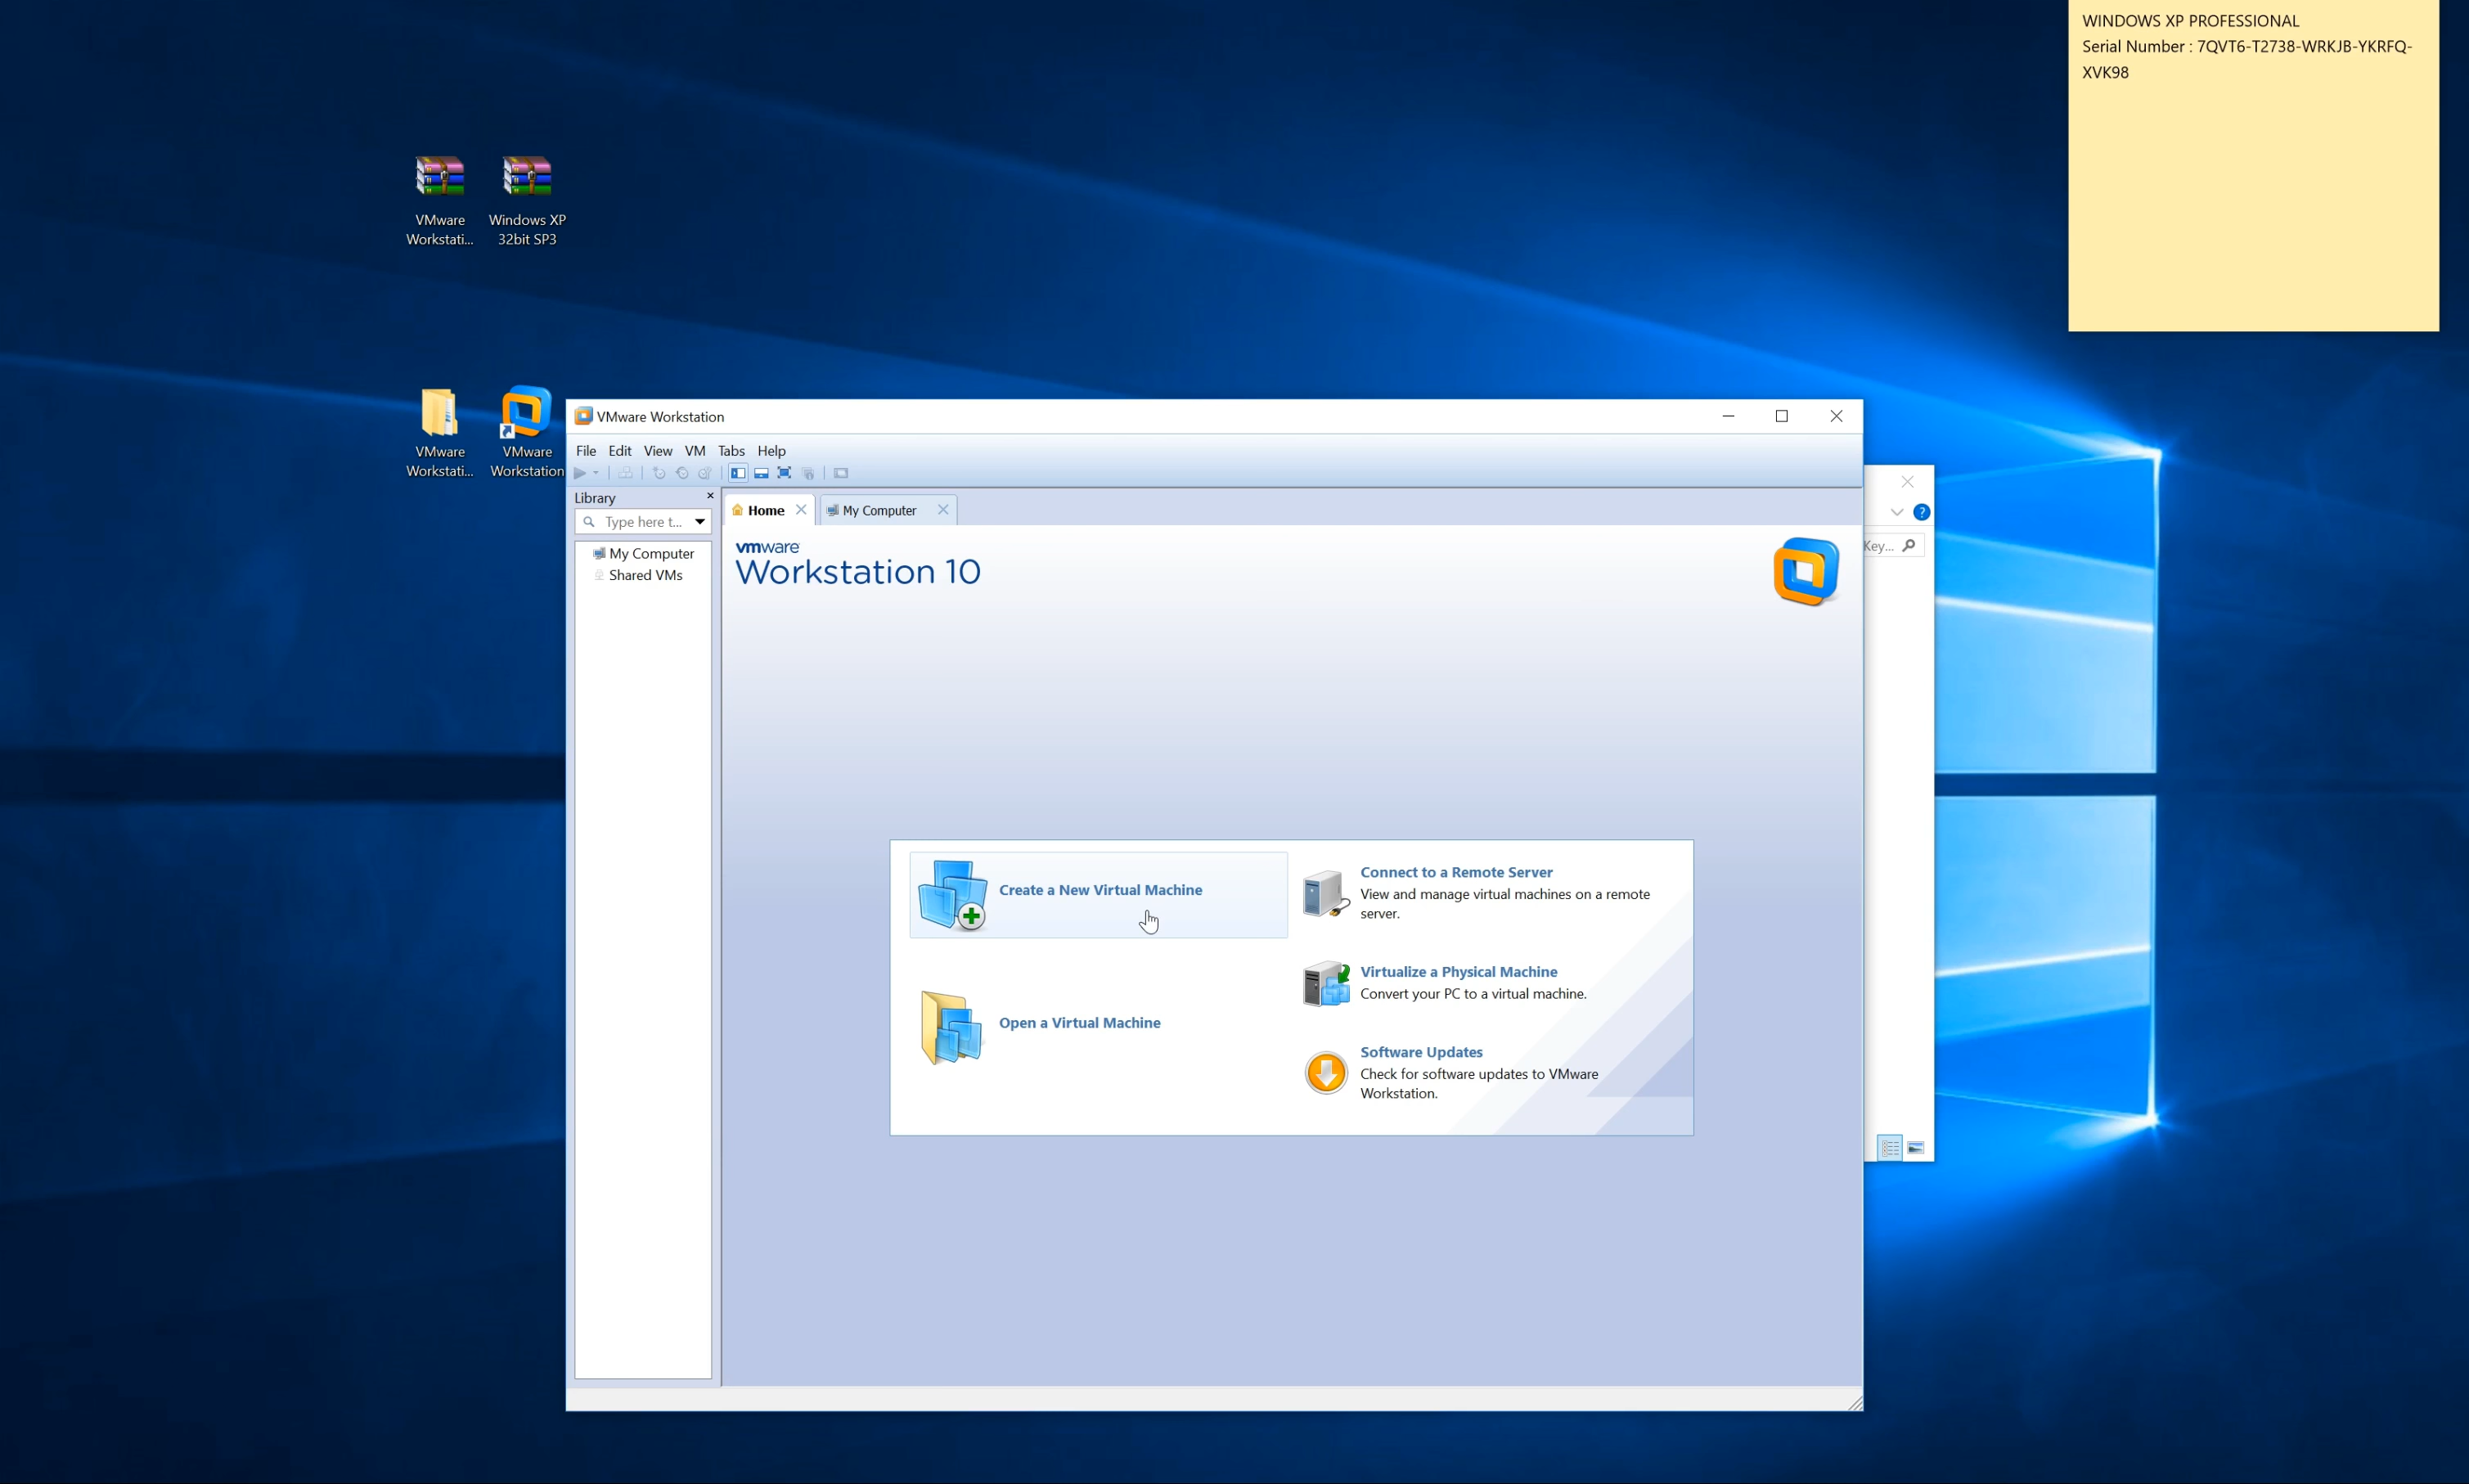 WINDOWS XP PROFESSIONAL
Serial Number : 7QVT6-T2738-WRKJB-YKRFQ-
XVK98
VMware
Workstati...
Windows XP
32bit SP3
VMware
Workstati...
VMware
Workstation
VMware Workstation
File Edit View VM Tabs Help
Library
Type here t...
My Computer
Shared VMs
Home
My Computer
Key...
vmware
Workstation 10
Create a New Virtual Machine
Open a Virtual Machine
Connect to a Remote Server
View and manage virtual machines on a remote
server.
Virtualize a Physical Machine
Convert your PC to a virtual machine.
Software Updates
Check for software updates to VMware
Workstation.